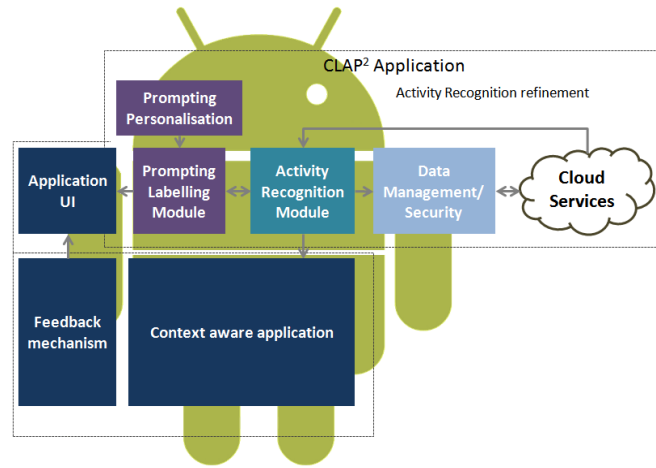 CLAP² Application
Activity Recognition refinement
Prompting
Personalisation
Application
UI
Prompting
Labelling
Module
Activity
Recognition
Module
Data
Management/
Security
Cloud
Services
Feedback
mechanism
Context aware application